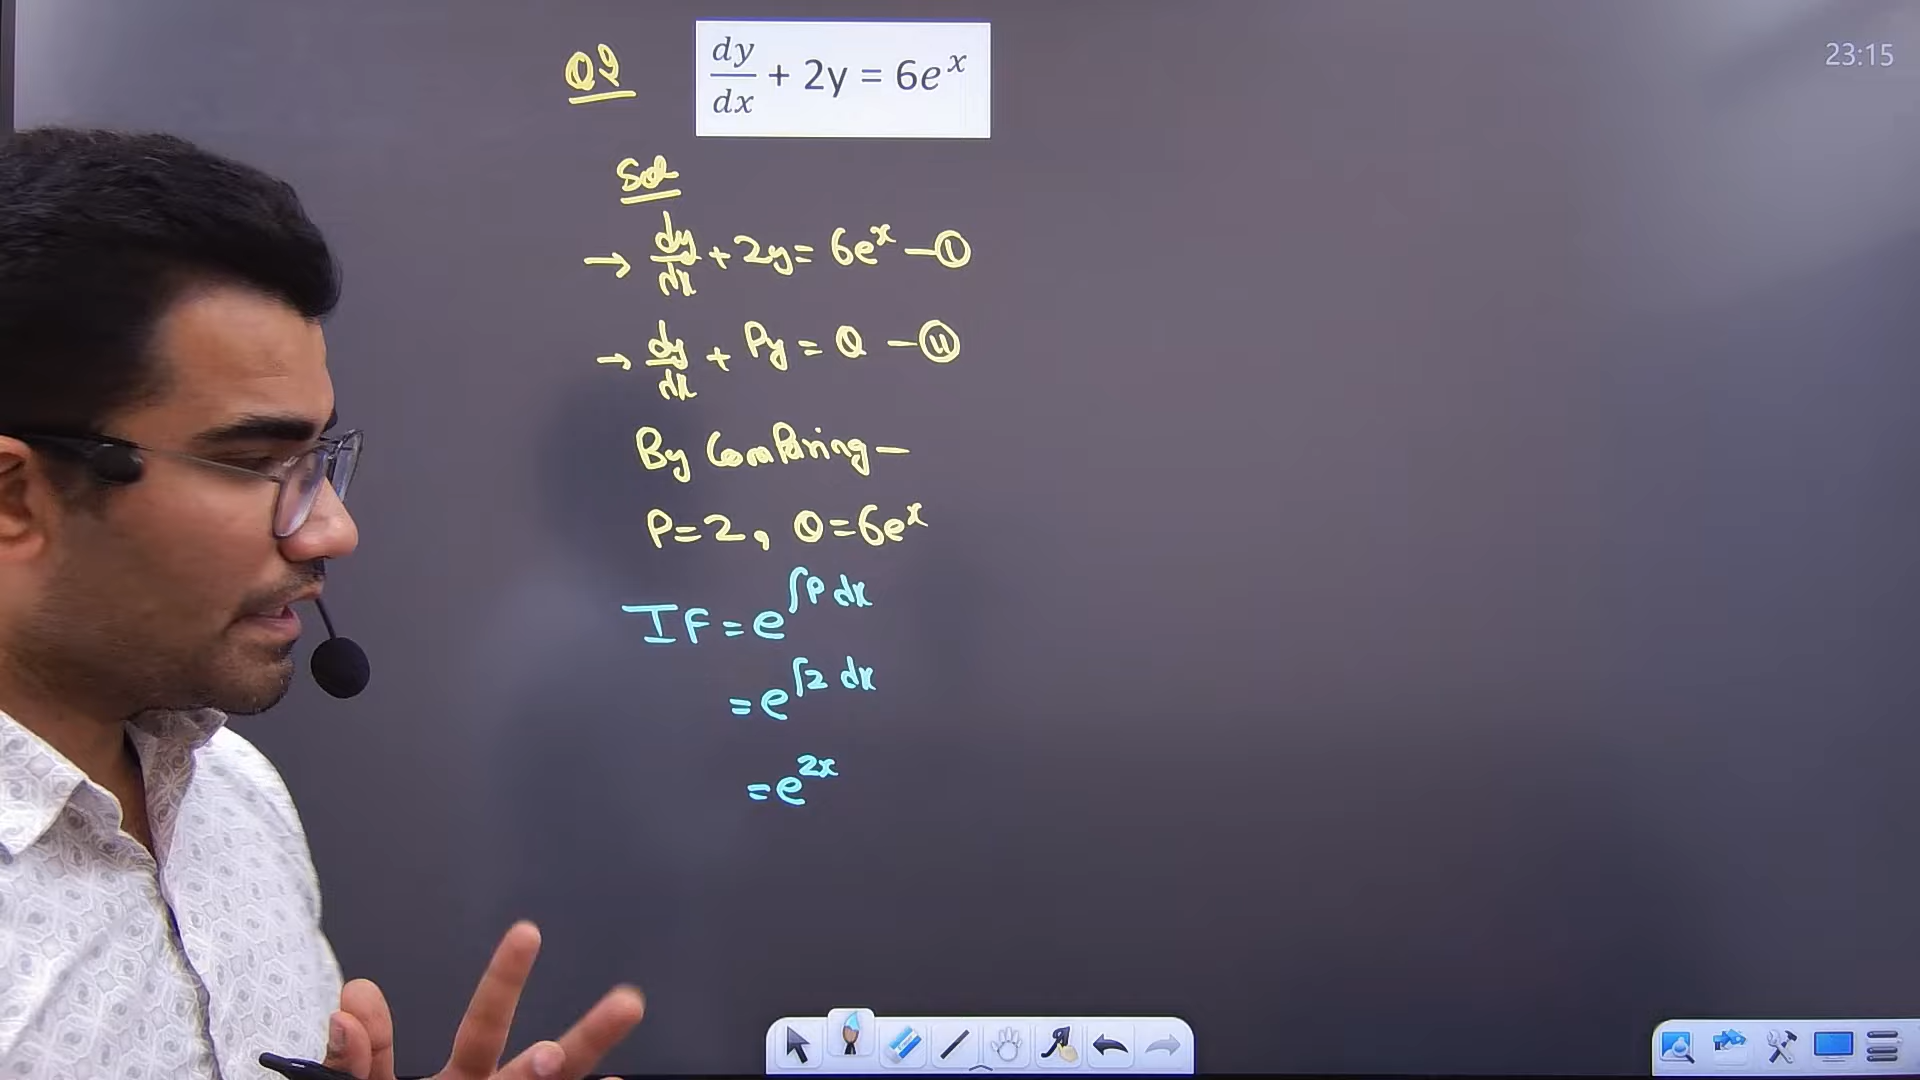 23:15
Q2
dy/dx + 2y = 6e^x
Sol
→ dy/dx + 2y = 6e^x — ①
→ dy/dx + Py = Q — ⑪
By Comparing —
P = 2, Q = 6e^x
IF = e^∫P dx
= e^∫2 dx
= e^2x